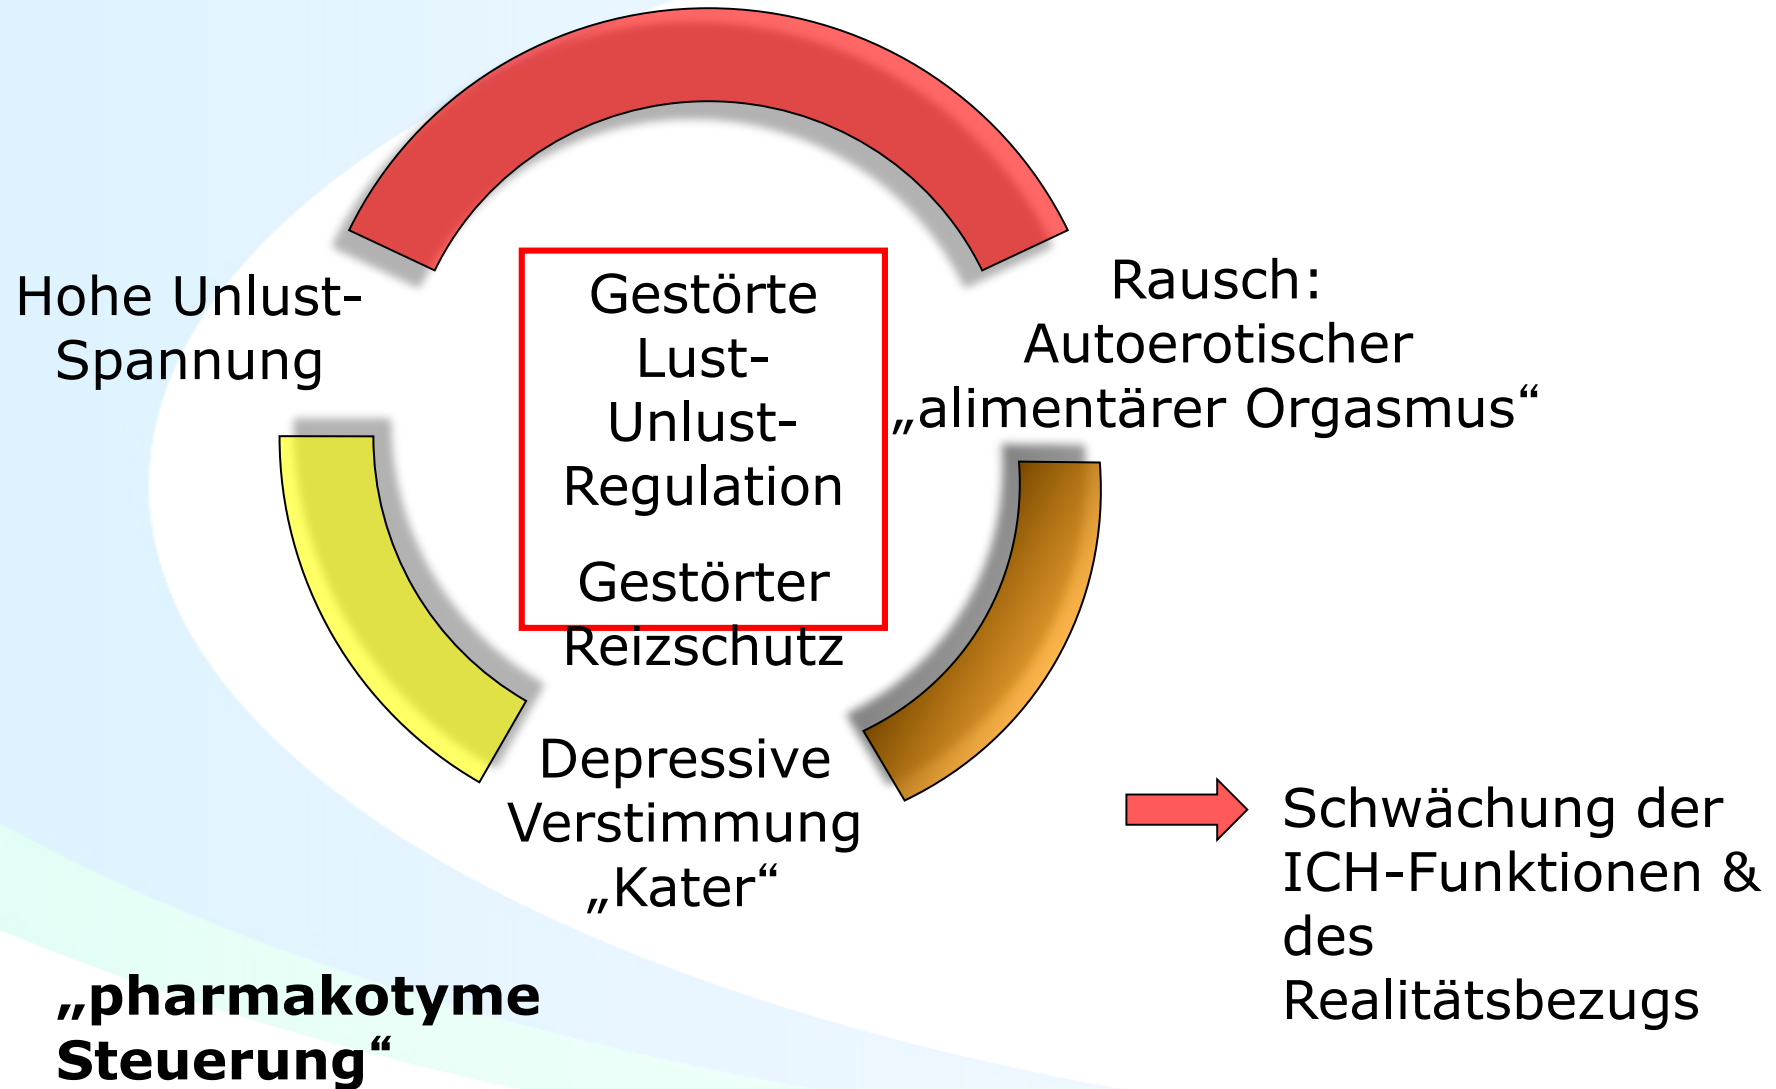 Hohe Unlust-
Spannung
Gestörte
Lust-
Unlust-
Regulation
Gestörter
Reizschutz
Rausch:
Autoerotischer
„alimentärer Orgasmus“
Depressive
Verstimmung
„Kater“
Schwächung der
ICH-Funktionen &
des
Realitätsbezugs
„pharmakotyme
Steuerung“